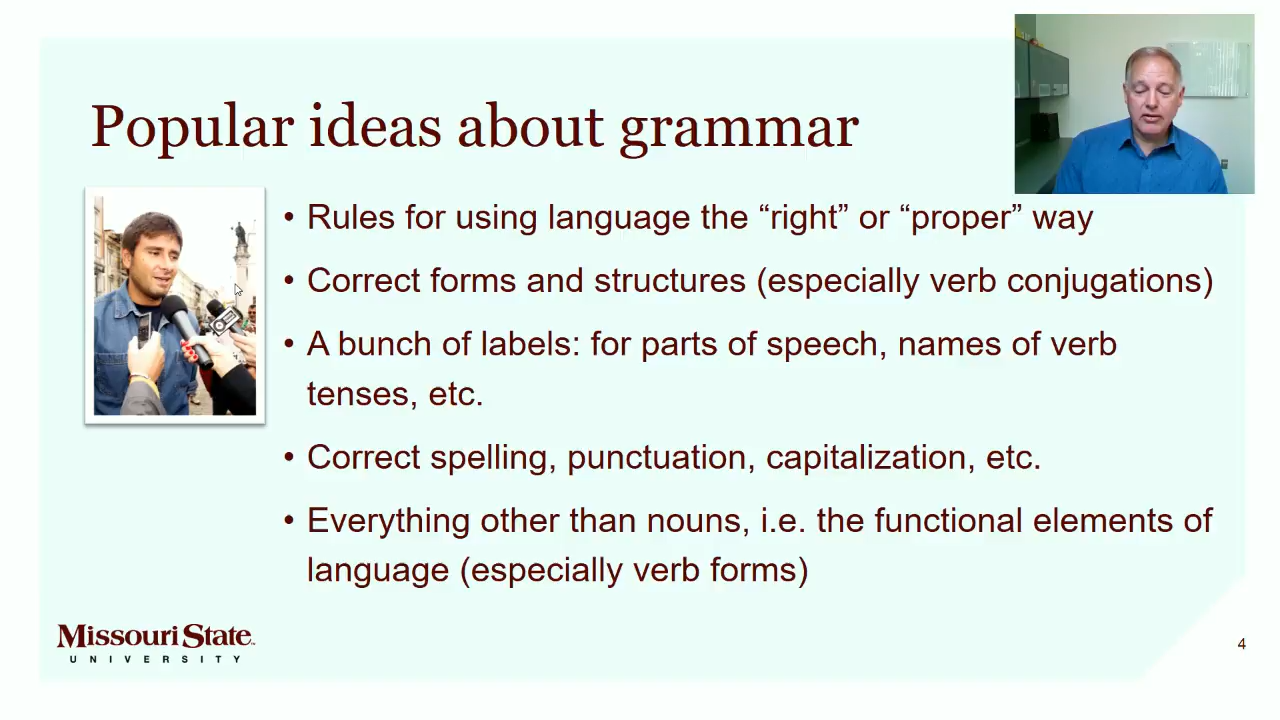 Popular ideas about grammar
• Rules for using language the “right” or “proper” way
• Correct forms and structures (especially verb conjugations)
• A bunch of labels: for parts of speech, names of verb
tenses, etc.
• Correct spelling, punctuation, capitalization, etc.
• Everything other than nouns, i.e. the functional elements of
language (especially verb forms)
Missouri State™
UNIVERSITY
4